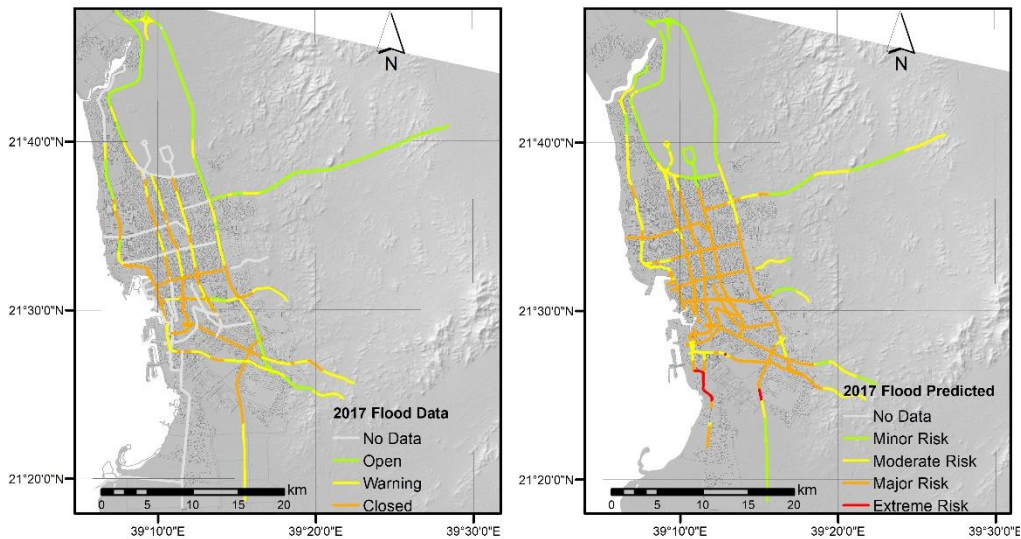 N
N
21°40'0"N
21°30'0"N
21°20'0"N
2017 Flood Data
No Data
Open
Warning
Closed
km
0 5 10 15 20
39°10'0"E 39°20'0"E 39°30'0"E
21°40'0"N
21°30'0"N
21°20'0"N
2017 Flood Predicted
No Data
Minor Risk
Moderate Risk
Major Risk
Extreme Risk
km
0 5 10 15 20
39°10'0"E 39°20'0"E 39°30'0"E